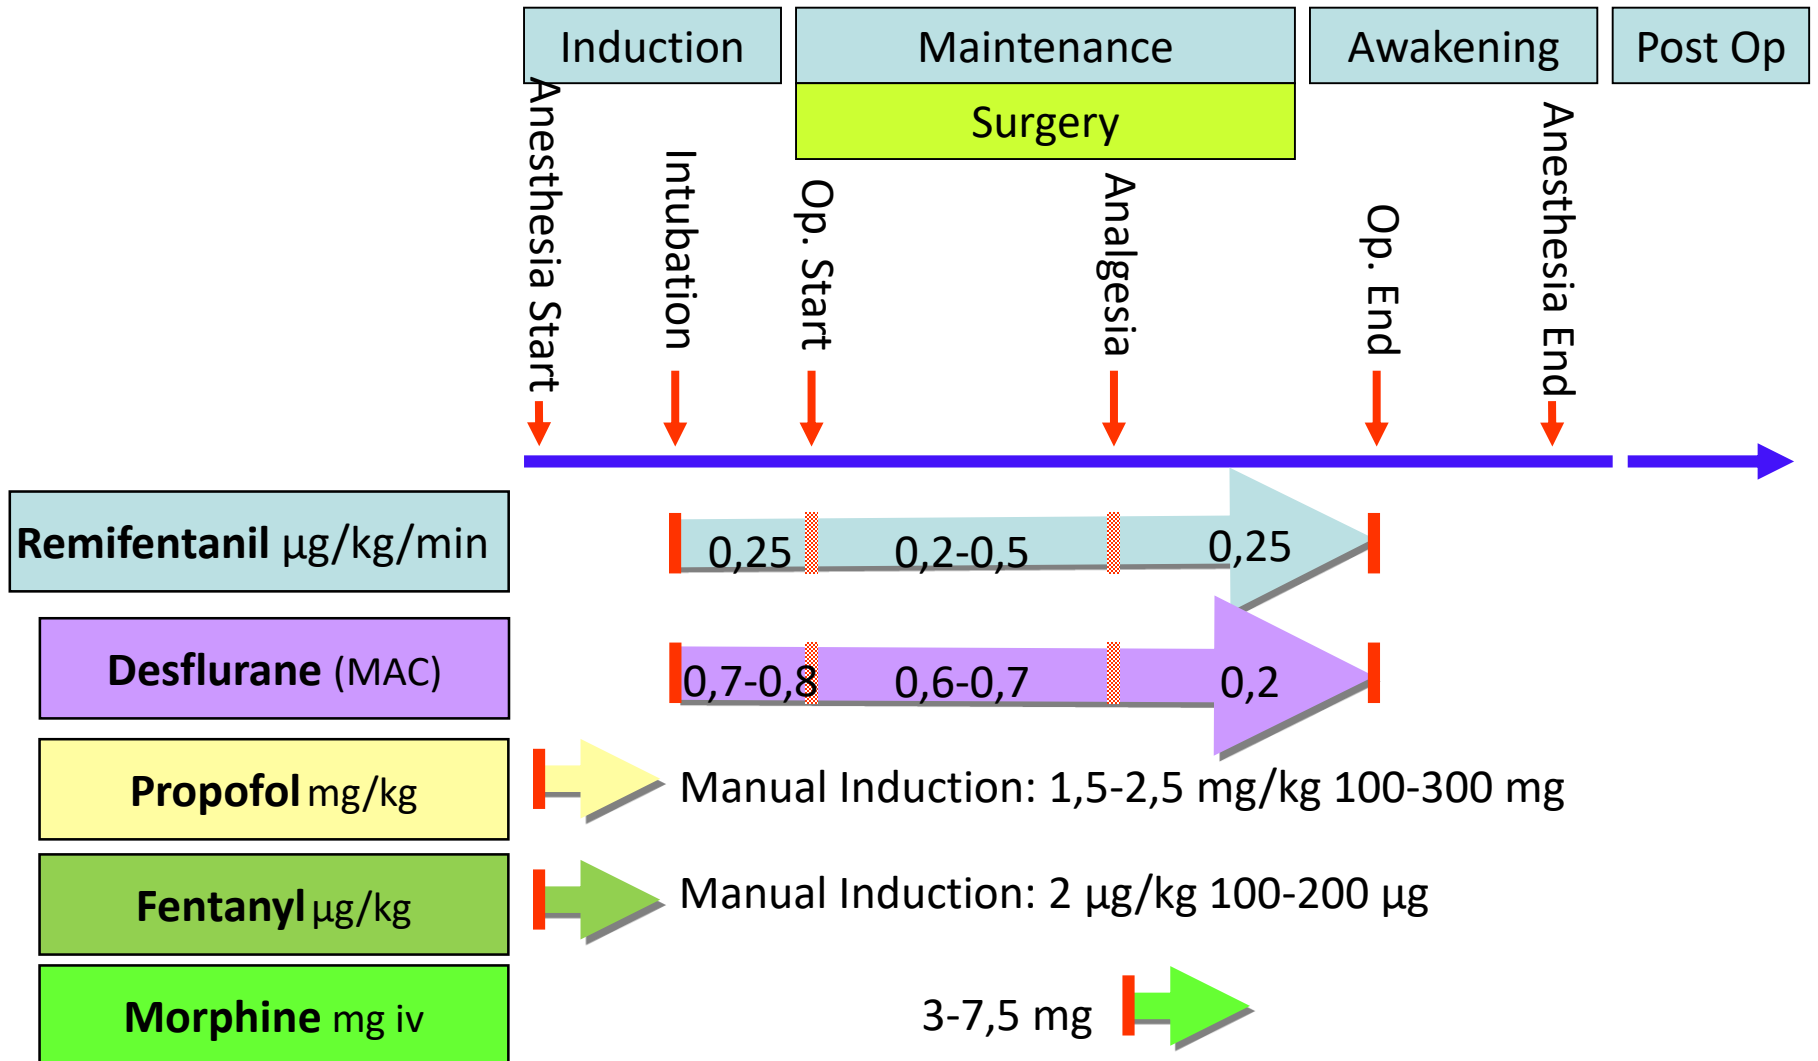 Induction
Maintenance
Awakening
Post Op
Surgery
Anesthesia Start
Intubation
Op. Start
Analgesia
Op. End
Anesthesia End
Remifentanil µg/kg/min
0,25
0,2-0,5
0,25
Desflurane (MAC)
0,7-0,8
0,6-0,7
0,2
Propofol mg/kg
Manual Induction: 1,5-2,5 mg/kg 100-300 mg
Fentanyl µg/kg
Manual Induction: 2 µg/kg 100-200 µg
Morphine mg iv
3-7,5 mg